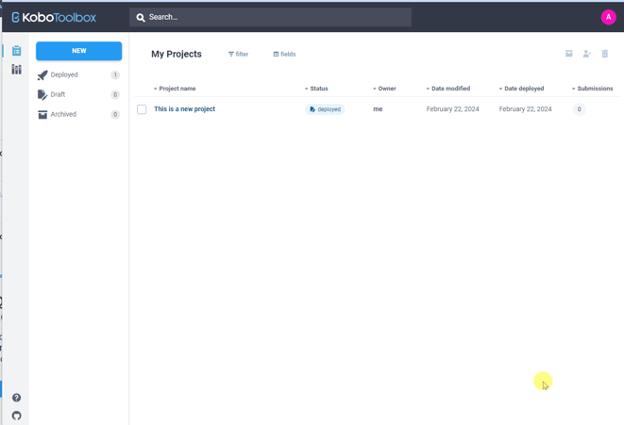 KoboToolbox
Search...
A
NEW
My Projects
filter
fields
Deployed
1
Draft
0
Archived
0
Project name
Status
Owner
Date modified
Date deployed
Submissions
This is a new project
deployed
me
February 22, 2024
February 22, 2024
0